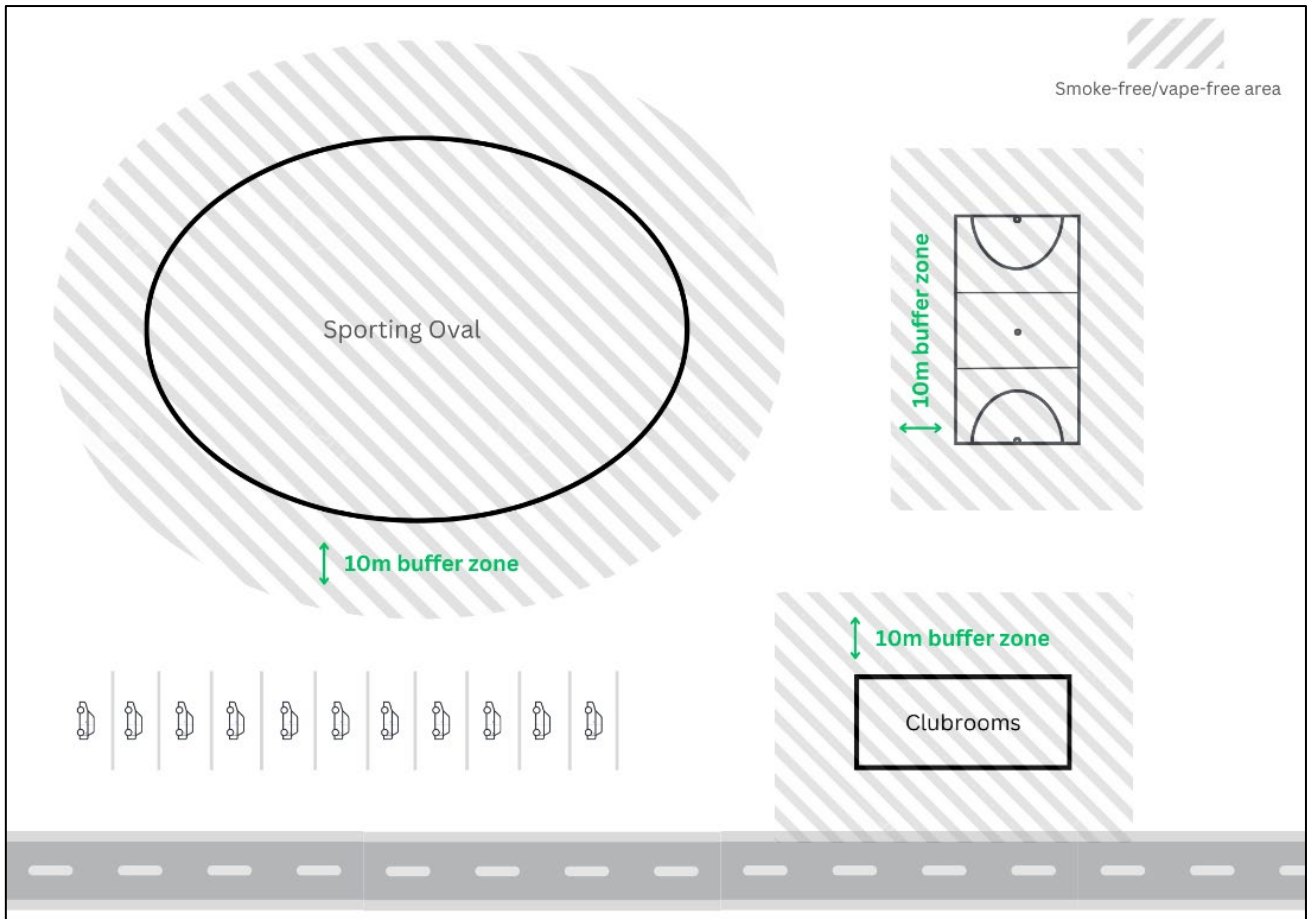 Smoke-free/vape-free area
10m buffer zone
Sporting Oval
10m buffer zone
10m buffer zone
Clubrooms